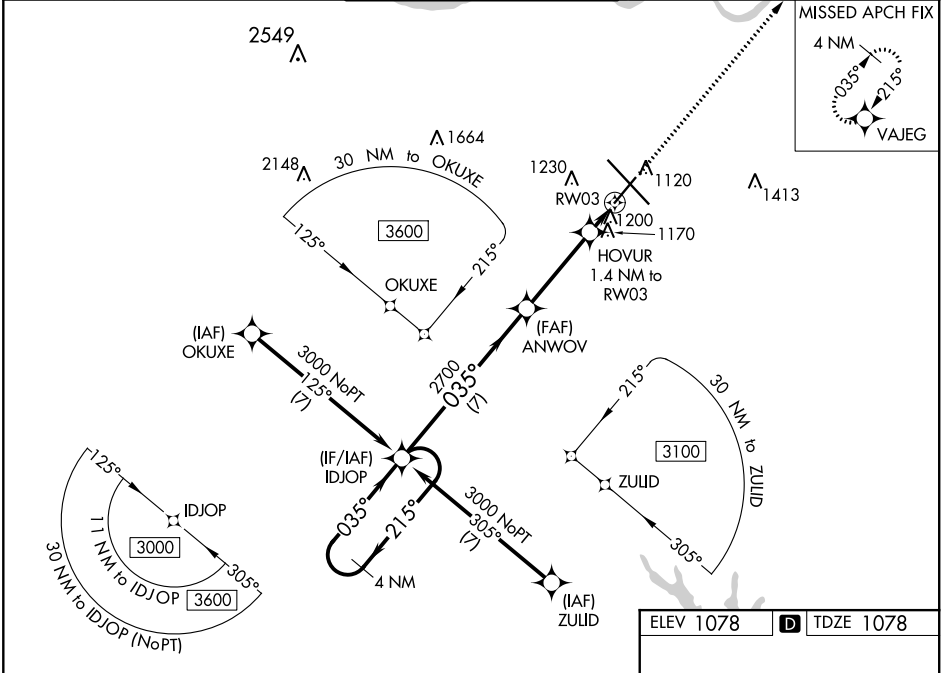 MISSED APCH FIX
4 NM
035°
215°
VAJEG
2549
1664
2148
30 NM to OKUXE
3600
125°
215°
OKUXE
1230
RW03
1120
1413
1200
1170
HOVUR
1.4 NM to
RW03
(FAF)
ANWOV
(IAF)
OKUXE
3000 NoPT
125°
(7)
2700
035°
(7)
(IF/IAF)
IDJOP
035°
215°
4 NM
3000 NoPT
305°
(7)
(IAF)
ZULID
215°
30 NM to ZULID
3100
ZULID
305°
125°
IDJOP
3000
11 NM to IDJOP
3600
305°
30 NM to IDJOP (NoPT)
ELEV 1078 D TDZE 1078